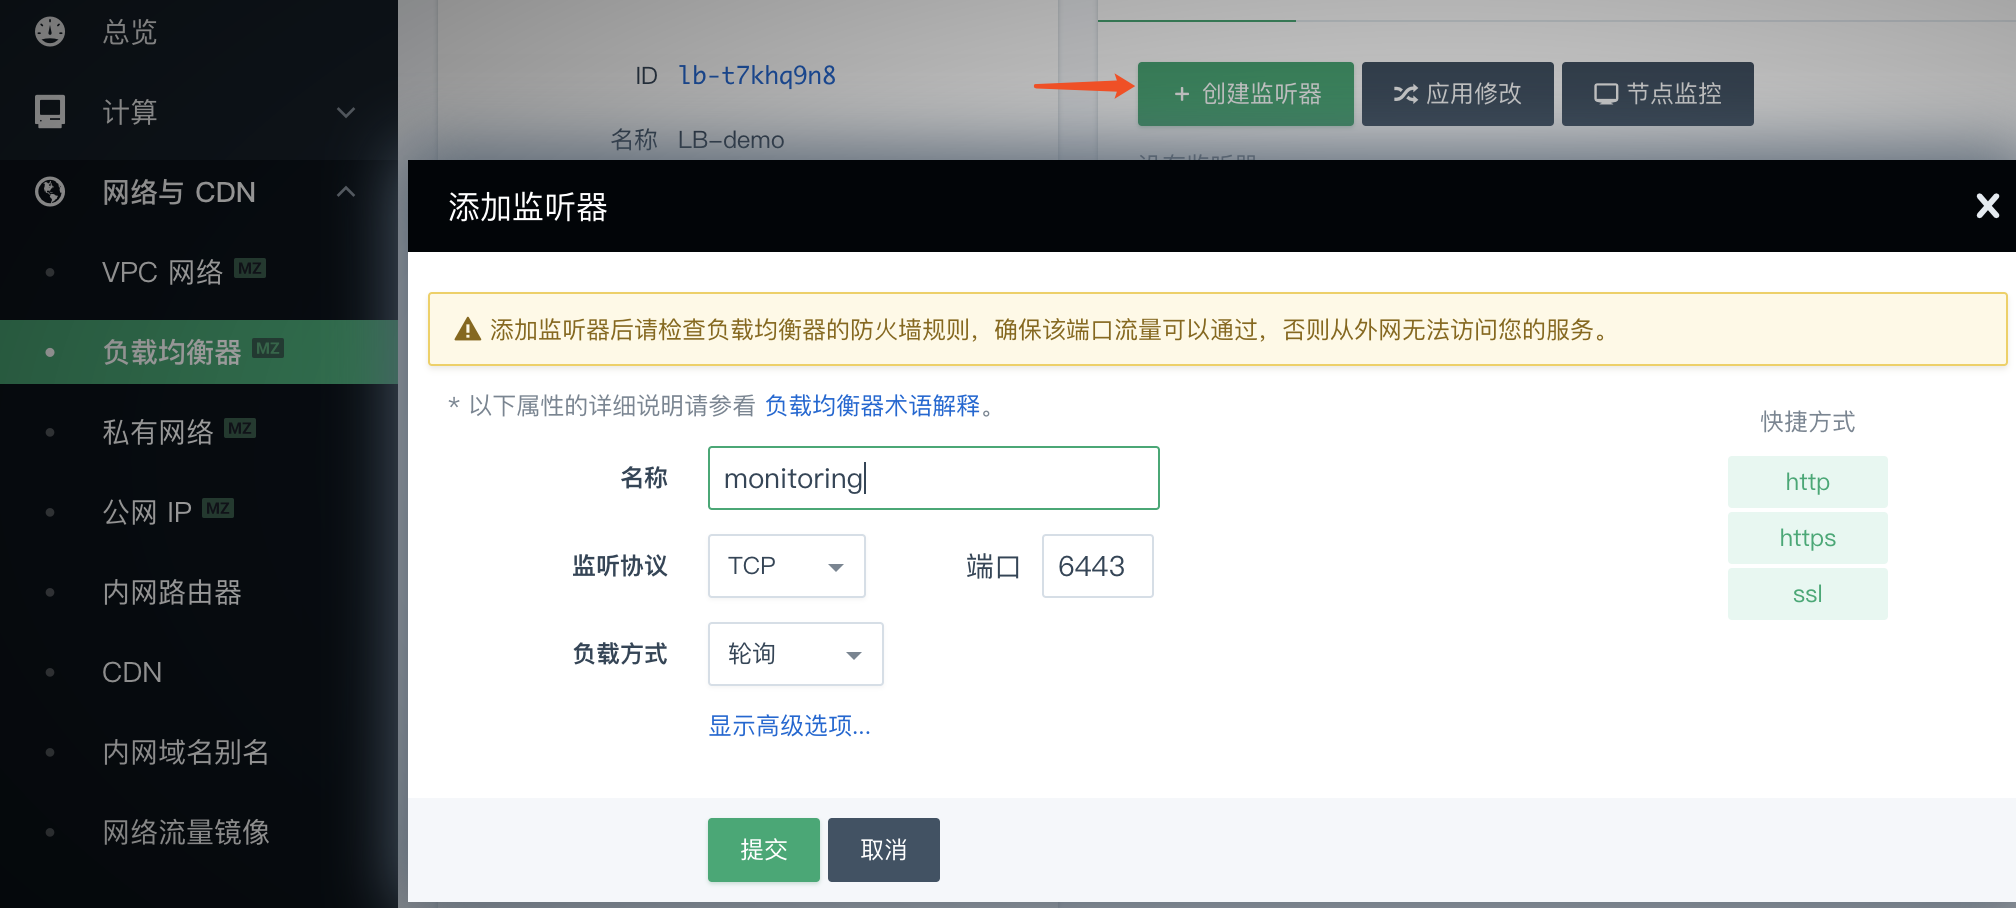 总览
计算
网络与 CDN
VPC 网络 MZ
负载均衡器 MZ
私有网络 MZ
公网 IP MZ
内网路由器
CDN
内网域名别名
网络流量镜像
ID lb-t7khq9n8
名称 LB-demo
+ 创建监听器
应用修改
节点监控
没有监听器
添加监听器
添加监听器后请检查负载均衡器的防火墙规则，确保该端口流量可以通过，否则从外网无法访问您的服务。
* 以下属性的详细说明请参看 负载均衡器术语解释。
名称 monitoring
监听协议 TCP 端口 6443
负载方式 轮询
显示高级选项...
快捷方式
http
https
ssl
提交 取消